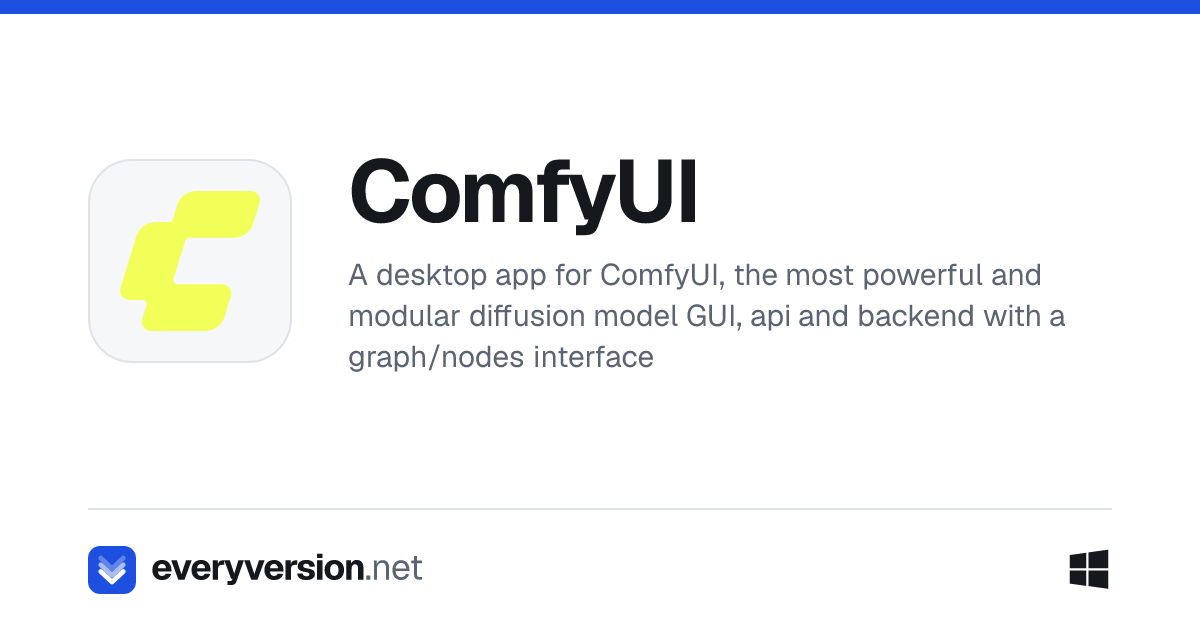 ComfyUI
A desktop app for ComfyUI, the most powerful and
modular diffusion model GUI, api and backend with a
graph/nodes interface
everyversion.net